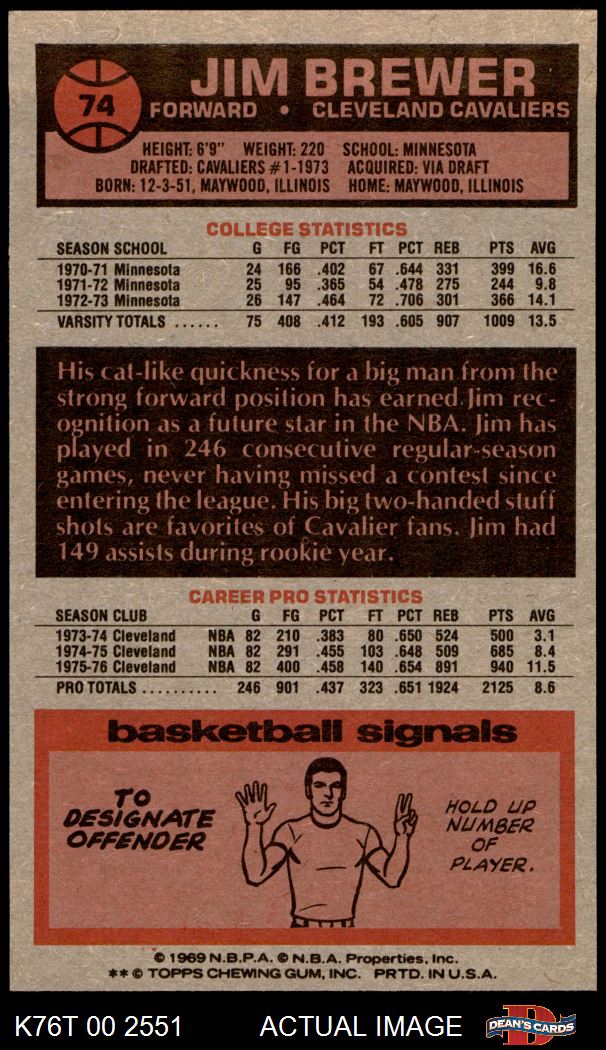 74
JIM BREWER
FORWARD • CLEVELAND CAVALIERS
HEIGHT: 6'9" WEIGHT: 220 SCHOOL: MINNESOTA
DRAFTED: CAVALIERS #1-1973 ACQUIRED: VIA DRAFT
BORN: 12-3-51, MAYWOOD, ILLINOIS HOME: MAYWOOD, ILLINOIS
COLLEGE STATISTICS
SEASON SCHOOL G FG PCT FT PCT REB PTS AVG
1970-71 Minnesota 24 166 .402 67 .644 331 399 16.6
1971-72 Minnesota 25 95 .365 54 .478 275 244 9.8
1972-73 Minnesota 26 147 .464 72 .706 301 366 14.1
VARSITY TOTALS ...... 75 408 .412 193 .605 907 1009 13.5
His cat-like quickness for a big man from the
strong forward position has earned Jim rec-
ognition as a future star in the NBA. Jim has
played in 246 consecutive regular-season
games, never having missed a contest since
entering the league. His big two-handed stuff
shots are favorites of Cavalier fans. Jim had
149 assists during rookie year.
CAREER PRO STATISTICS
SEASON CLUB G FG PCT FT PCT REB PTS AVG
1973-74 Cleveland NBA 82 210 .383 80 .650 524 500 3.1
1974-75 Cleveland NBA 82 291 .455 103 .648 509 685 8.4
1975-76 Cleveland NBA 82 400 .458 140 .654 891 940 11.5
PRO TOTALS .......... 246 901 .437 323 .651 1924 2125 8.6
basketball signals
TO
DESIGNATE
OFFENDER
HOLD UP
NUMBER
OF
PLAYER.
© 1969 N.B.P.A. © N.B.A. Properties, Inc.
** © TOPPS CHEWING GUM, INC. PRTD. IN U.S.A.
K76T 00 2551 ACTUAL IMAGE
D
DEAN'S CARDS